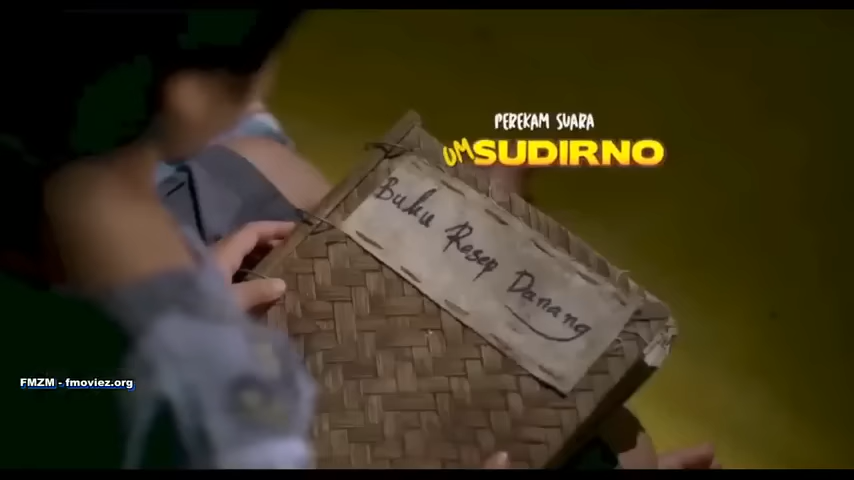 PEREKAM SUARA
UM SUDIRNO
Buku Resep Danang
FMZM - fmoviez.org